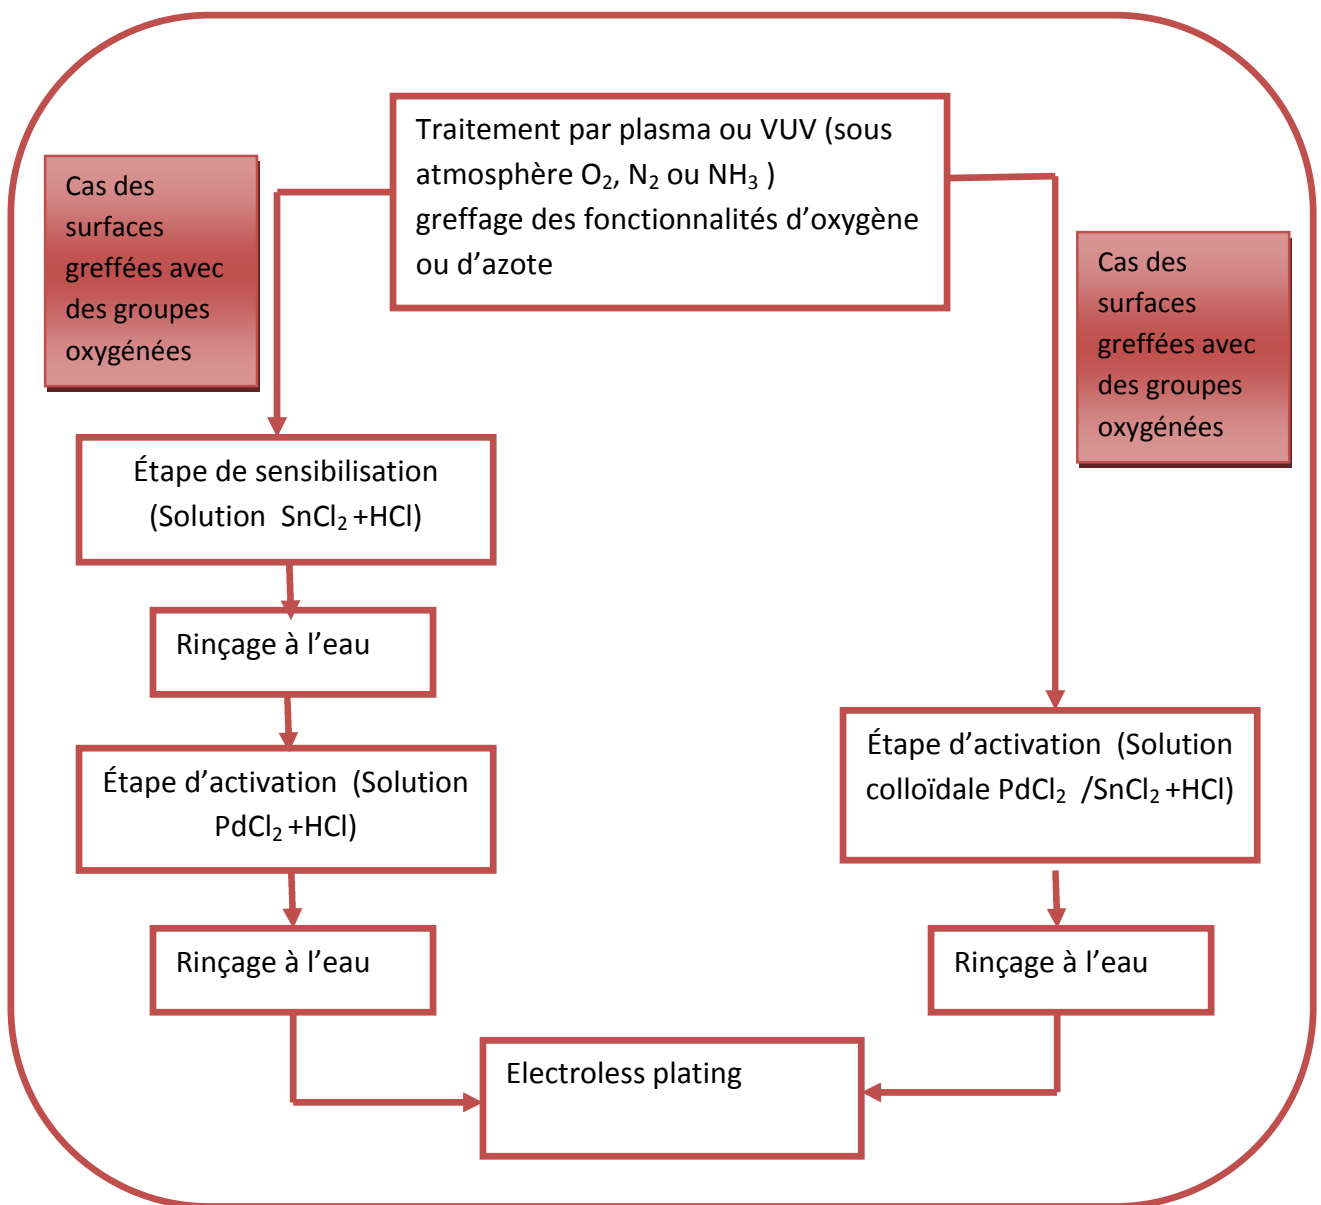 Traitement par plasma ou VUV (sous
atmosphère O₂, N₂ ou NH₃ )
greffage des fonctionnalités d’oxygène
ou d’azote
Cas des
surfaces
greffées avec
des groupes
oxygénées
Cas des
surfaces
greffées avec
des groupes
oxygénées
Étape de sensibilisation
(Solution SnCl₂ +HCl)
Rinçage à l’eau
Étape d’activation (Solution
PdCl₂ +HCl)
Rinçage à l’eau
Étape d’activation (Solution
colloïdale PdCl₂ /SnCl₂ +HCl)
Rinçage à l’eau
Electroless plating